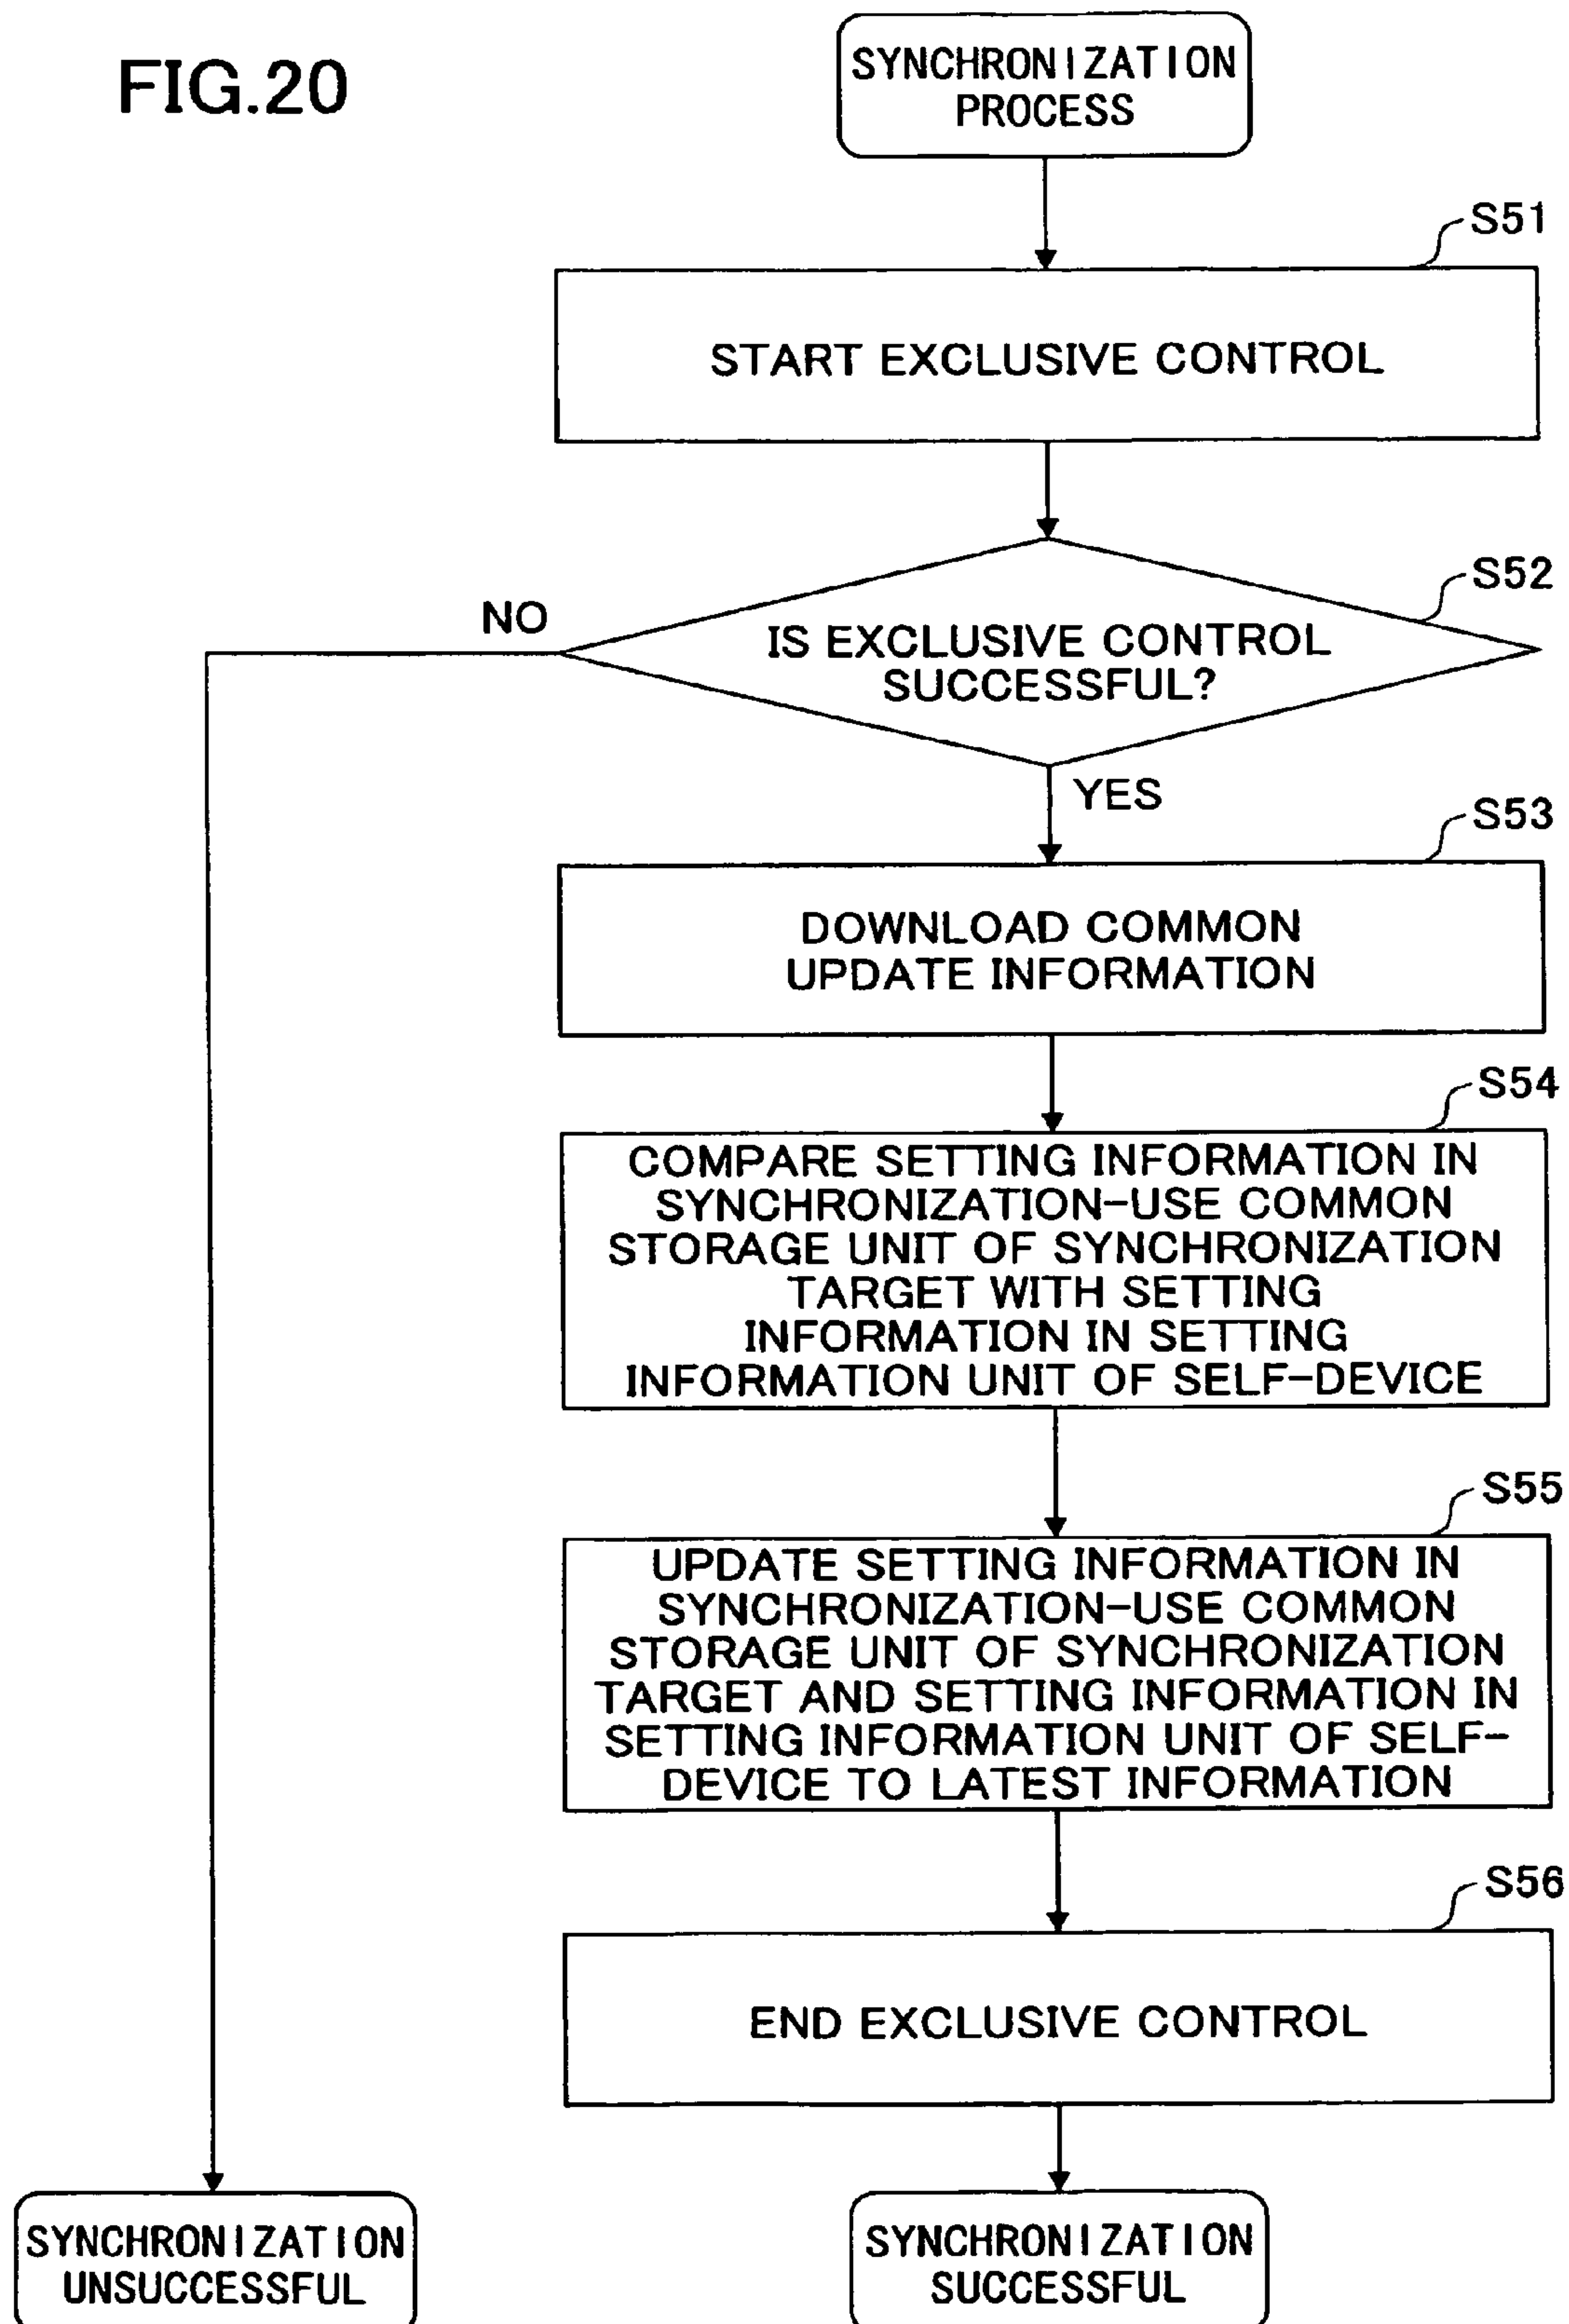 FIG.20
SYNCHRONIZATION
PROCESS
S51
START EXCLUSIVE CONTROL
S52
NO
IS EXCLUSIVE CONTROL
SUCCESSFUL?
YES
S53
DOWNLOAD COMMON
UPDATE INFORMATION
S54
COMPARE SETTING INFORMATION IN
SYNCHRONIZATION-USE COMMON
STORAGE UNIT OF SYNCHRONIZATION
TARGET WITH SETTING
INFORMATION IN SETTING
INFORMATION UNIT OF SELF-DEVICE
S55
UPDATE SETTING INFORMATION IN
SYNCHRONIZATION-USE COMMON
STORAGE UNIT OF SYNCHRONIZATION
TARGET AND SETTING INFORMATION IN
SETTING INFORMATION UNIT OF SELF-
DEVICE TO LATEST INFORMATION
S56
END EXCLUSIVE CONTROL
SYNCHRONIZATION
UNSUCCESSFUL
SYNCHRONIZATION
SUCCESSFUL